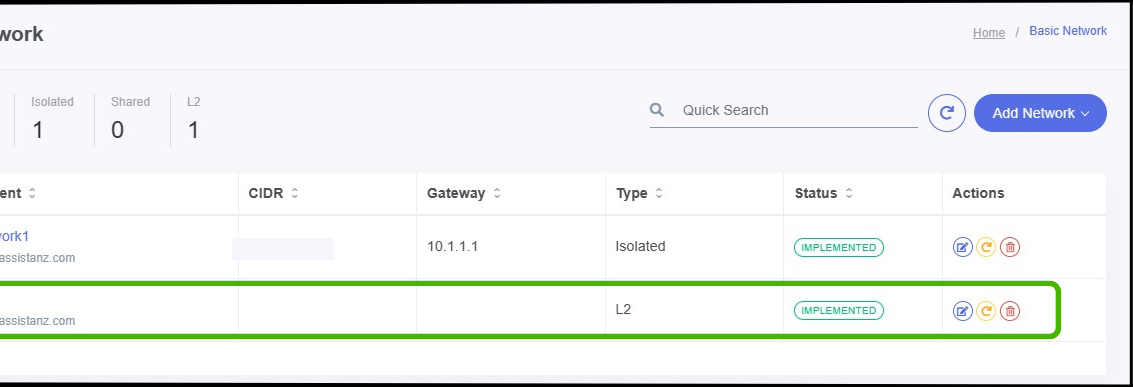 work
Home / Basic Network
Isolated Shared L2
1 0 1
Quick Search
Add Network
ent CIDR Gateway Type Status Actions
work1
10.1.1.1 Isolated IMPLEMENTED
assistanz.com
L2 IMPLEMENTED
assistanz.com